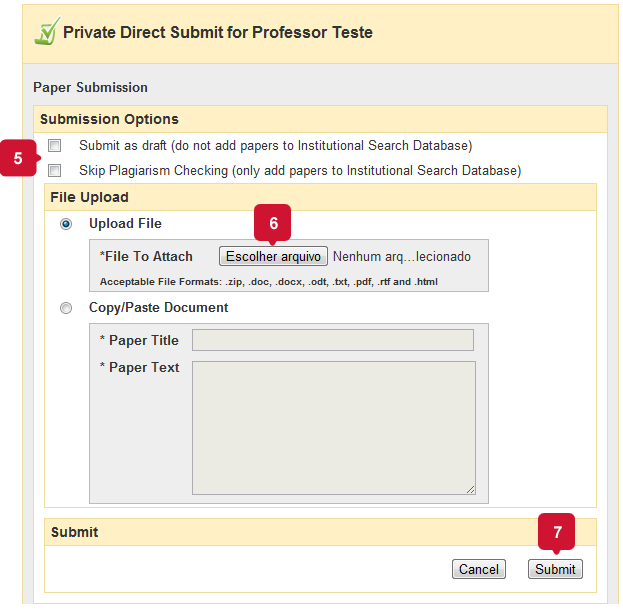 Private Direct Submit for Professor Teste
Paper Submission
Submission Options
5
Submit as draft (do not add papers to Institutional Search Database)
Skip Plagiarism Checking (only add papers to Institutional Search Database)
File Upload
Upload File
6
*File To Attach Escolher arquivo Nenhum arq...lecionado
Acceptable File Formats: .zip, .doc, .docx, .odt, .txt, .pdf, .rtf and .html
Copy/Paste Document
* Paper Title
* Paper Text
Submit
7
Cancel Submit